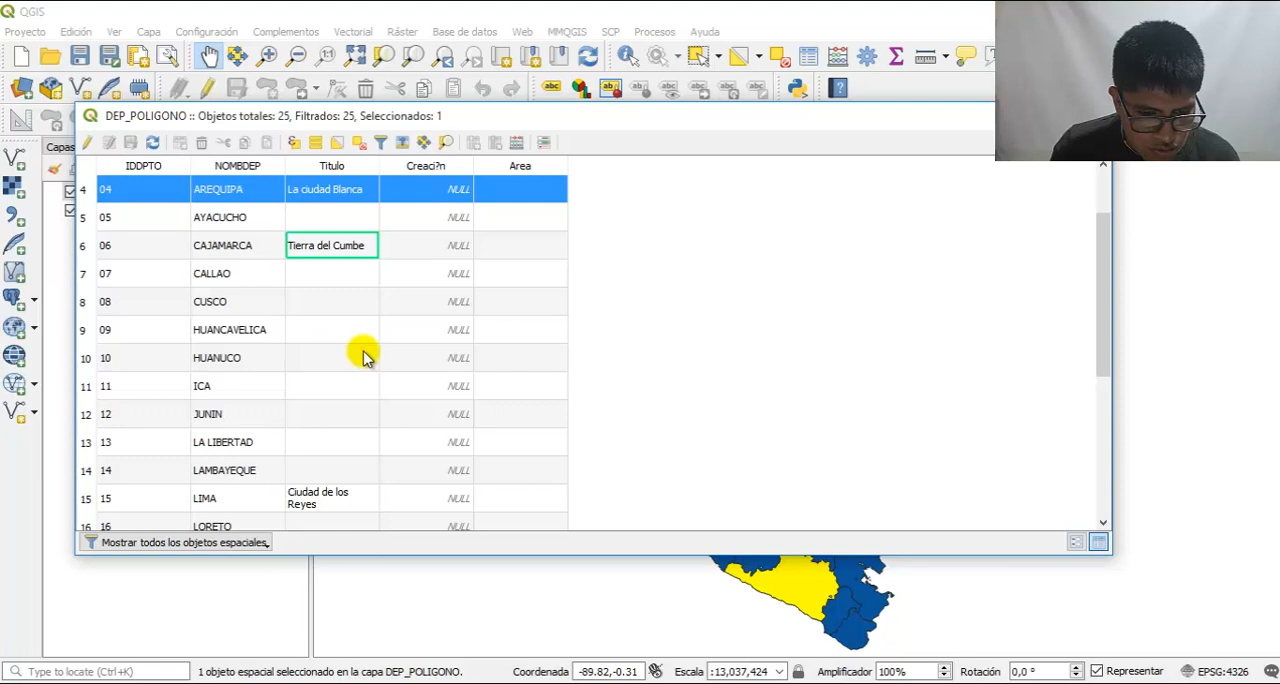 QGIS
Proyecto Edición Ver Capa Configuración Complementos Vectorial Ráster Base de datos Web MMQGIS SCP Procesos Ayuda
DEP_POLIGONO :: Objetos totales: 25, Filtrados: 25, Seleccionados: 1
Capas
IDDPTO NOMBDEP Titulo Creaci?n Area
4 04 AREQUIPA La ciudad Blanca NULL
5 05 AYACUCHO NULL
6 06 CAJAMARCA Tierra del Cumbe NULL
7 07 CALLAO NULL
8 08 CUSCO NULL
9 09 HUANCAVELICA NULL
10 10 HUANUCO NULL
11 11 ICA NULL
12 12 JUNIN NULL
13 13 LA LIBERTAD NULL
14 14 LAMBAYEQUE NULL
15 15 LIMA Ciudad de los Reyes NULL
16 16 LORETO NULL
Mostrar todos los objetos espaciales
Type to locate (Ctrl+K) 1 objeto espacial seleccionado en la capa DEP_POLIGONO. Coordenada -89.82,-0.31 Escala :13,037,424 Amplificador 100% Rotación 0,0 ° Representar EPSG:4326